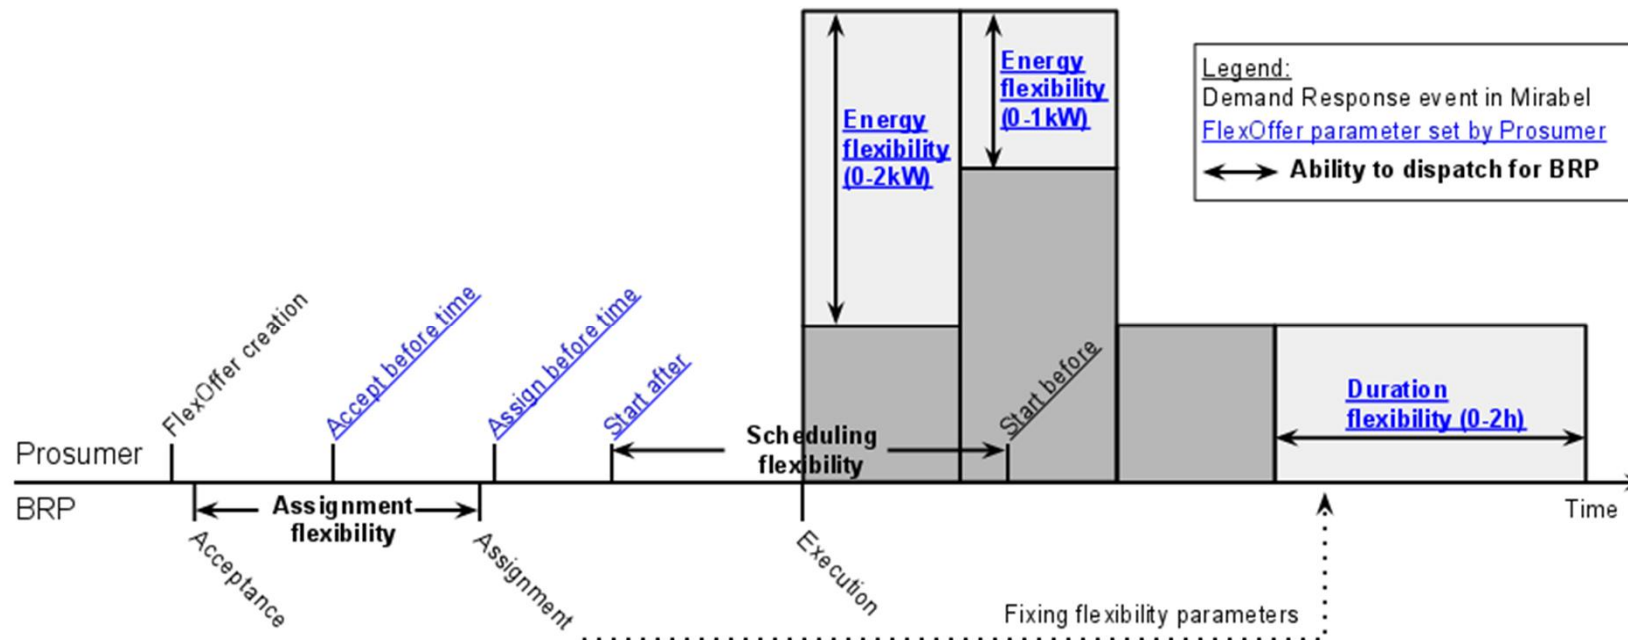 Energy
flexibility
(0-2kW)
Energy
flexibility
(0-1kW)
Legend:
Demand Response event in Mirabel
FlexOffer parameter set by Prosumer
Ability to dispatch for BRP
FlexOffer creation
Accept before time
Assign before time
Start after
Start before
Scheduling
flexibility
Duration
flexibility (0-2h)
Prosumer
BRP
Assignment
flexibility
Time
Acceptance
Assignment
Execution
Fixing flexibility parameters